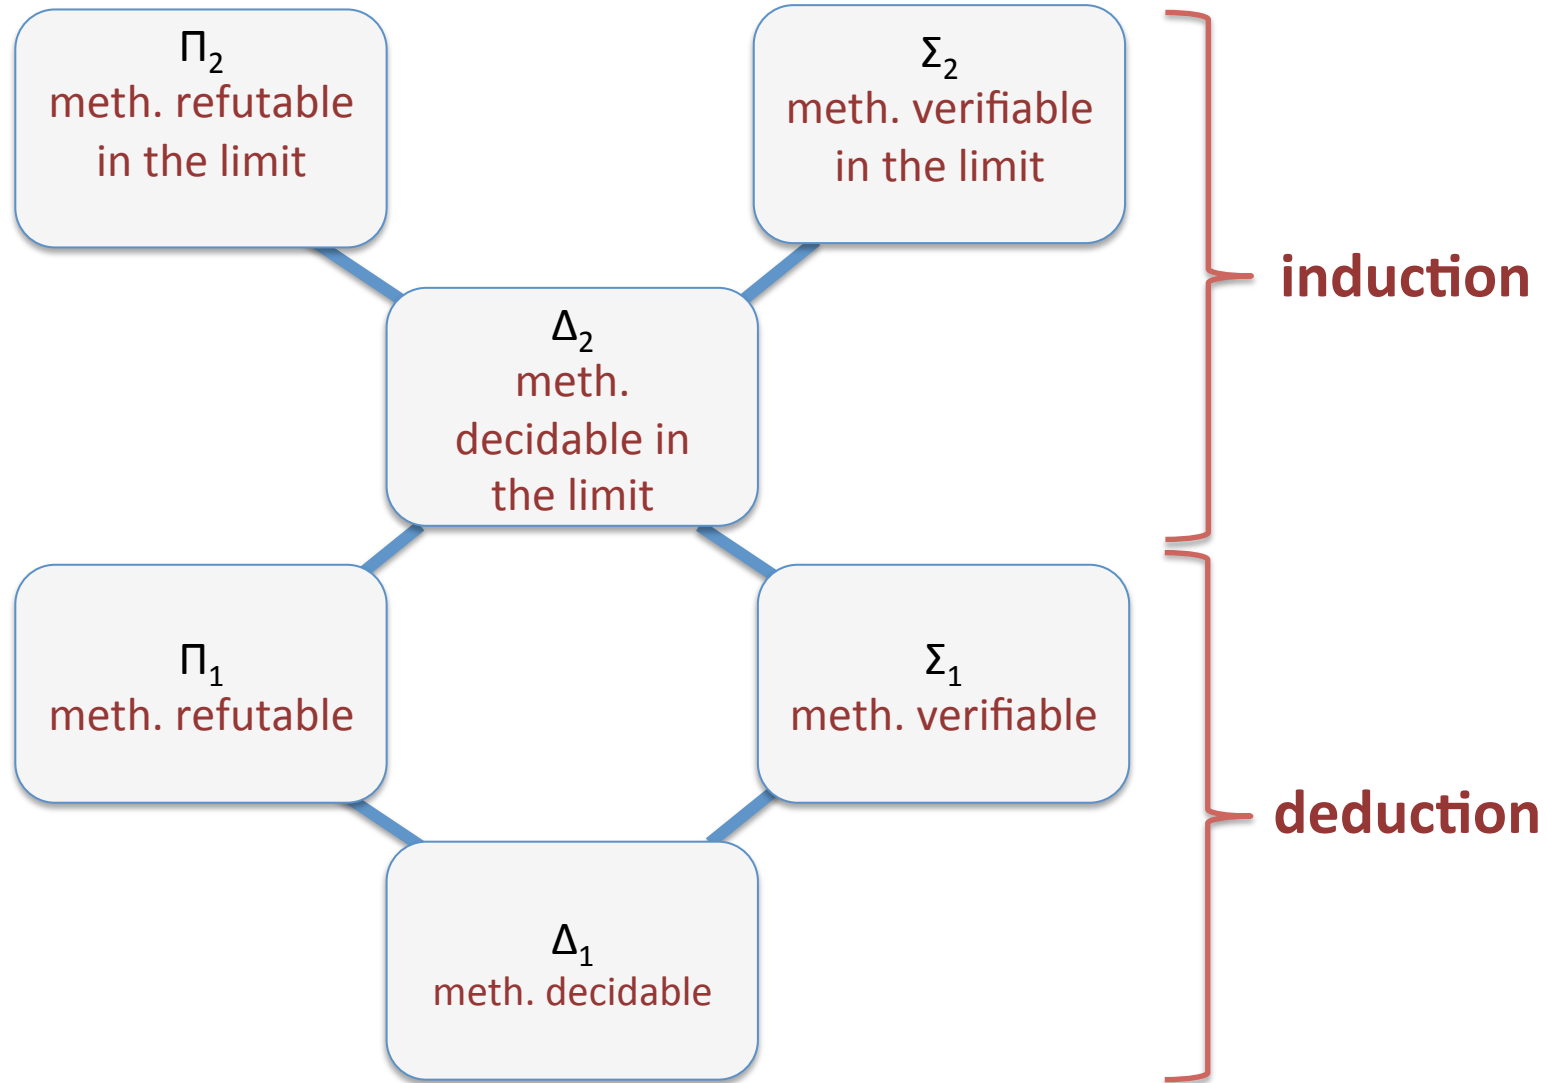 Π₂
meth. refutable
in the limit
Σ₂
meth. verifiable
in the limit
induction
Δ₂
meth.
decidable in
the limit
Π₁
meth. refutable
Σ₁
meth. verifiable
deduction
Δ₁
meth. decidable